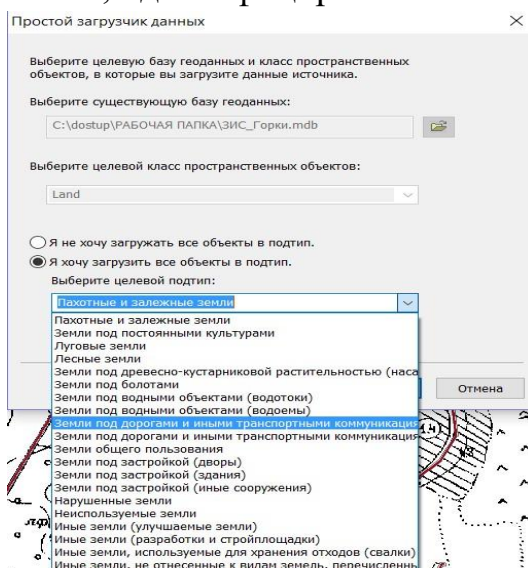 Простой загрузчик данных
Выберите целевую базу геоданных и класс пространственных
объектов, в которые вы загрузите данные источника.
Выберите существующую базу геоданных:
C:\dostup\РАБОЧАЯ ПАПКА\ЗИС_Горки.mdb
Выберите целевой класс пространственных объектов:
Land
Я не хочу загружать все объекты в подтип.
Я хочу загрузить все объекты в подтип.
Выберите целевой подтип:
Пахотные и залежные земли
Пахотные и залежные земли
Земли под постоянными культурами
Луговые земли
Лесные земли
Земли под древесно-кустарниковой растительностью (наса
Земли под болотами
Отмена
Земли под водными объектами (водотоки)
Земли под водными объектами (водоемы)
Земли под дорогами и иными транспортными коммуникация
Земли под дорогами и иными транспортными коммуникация
Земли общего пользования
Земли под застройкой (дворы)
Земли под застройкой (здания)
Земли под застройкой (иные сооружения)
Нарушенные земли
Неиспользуемые земли
Иные земли (улучшаемые земли)
Иные земли (разработки и стройплощадки)
Иные земли, используемые для хранения отходов (свалки)
Иные земли, не отнесенные к видам земель, перечисленны